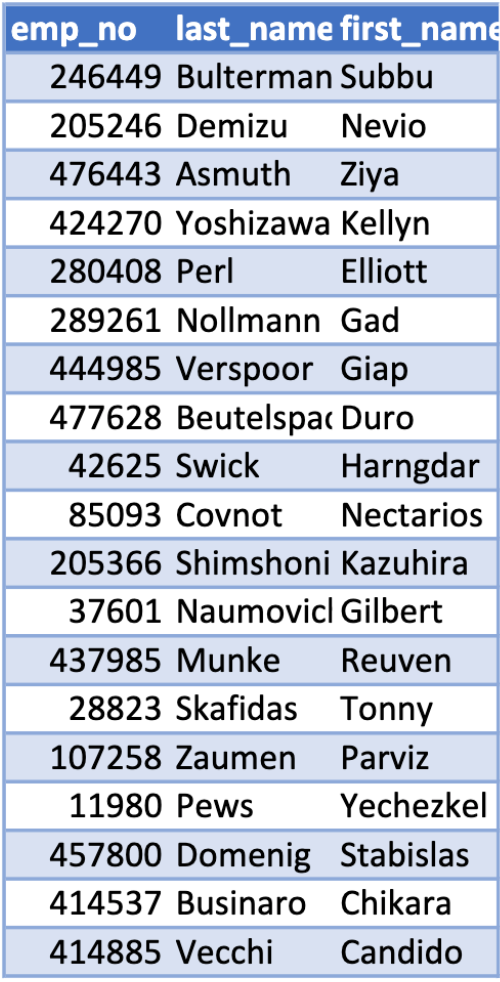 emp_no last_name first_name
246449 Bulterman Subbu
205246 Demizu Nevio
476443 Asmuth Ziya
424270 Yoshizawa Kellyn
280408 Perl Elliott
289261 Nollmann Gad
444985 Verspoor Giap
477628 Duro
42625 Swick Harngdar
85093 Covnot Nectarios
205366 Shimshoni Kazuhira
37601 Gilbert
437985 Munke Reuven
28823 Skafidas Tonny
107258 Zaumen Parviz
11980 Pews Yechezkel
457800 Domenig Stabislas
414537 Businaro Chikara
414885 Vecchi Candido